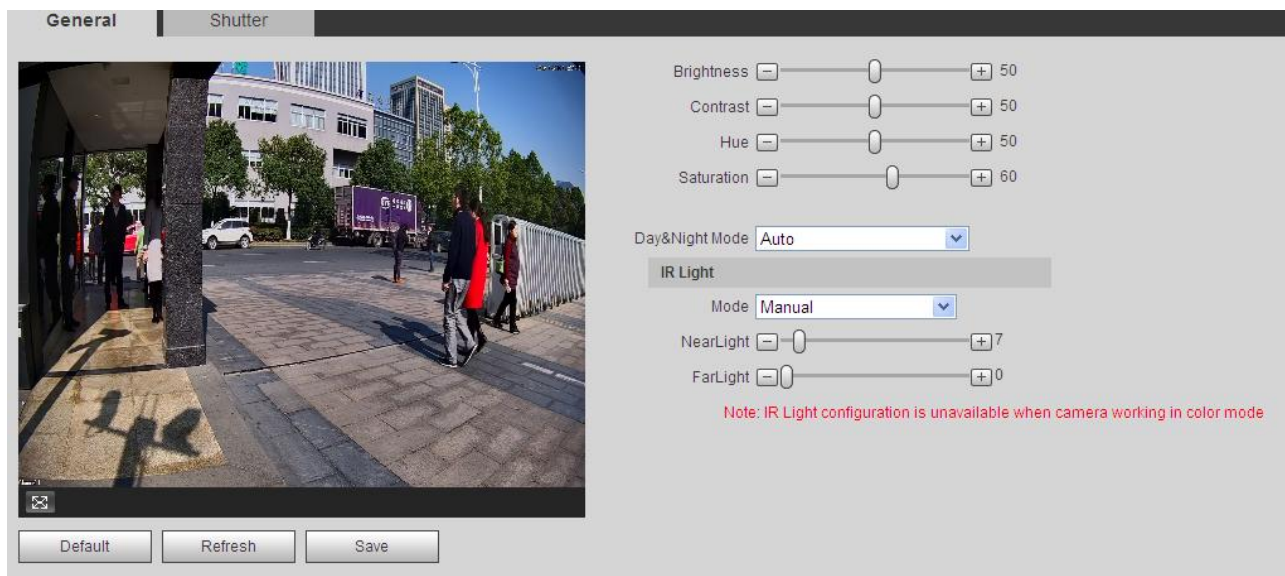 General
Shutter
Brightness - + 50
Contrast - + 50
Hue - + 50
Saturation - + 60
Day&Night Mode Auto
IR Light
Mode Manual
NearLight - + 7
FarLight - + 0
Note: IR Light configuration is unavailable when camera working in color mode
Default
Refresh
Save